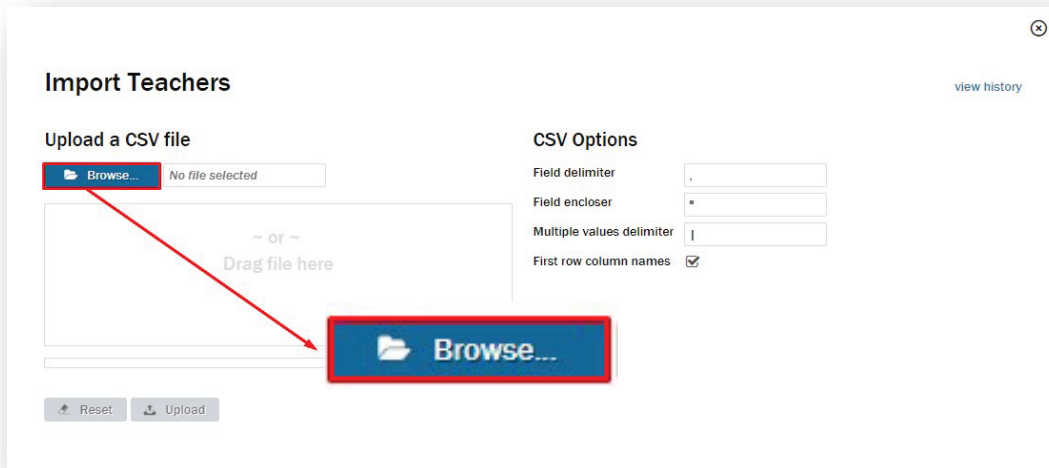 Import Teachers
view history
Upload a CSV file
Browse...
No file selected
~ or ~
Drag file here
Browse...
Reset
Upload
CSV Options
Field delimiter
,
Field encloser
"
Multiple values delimiter
|
First row column names